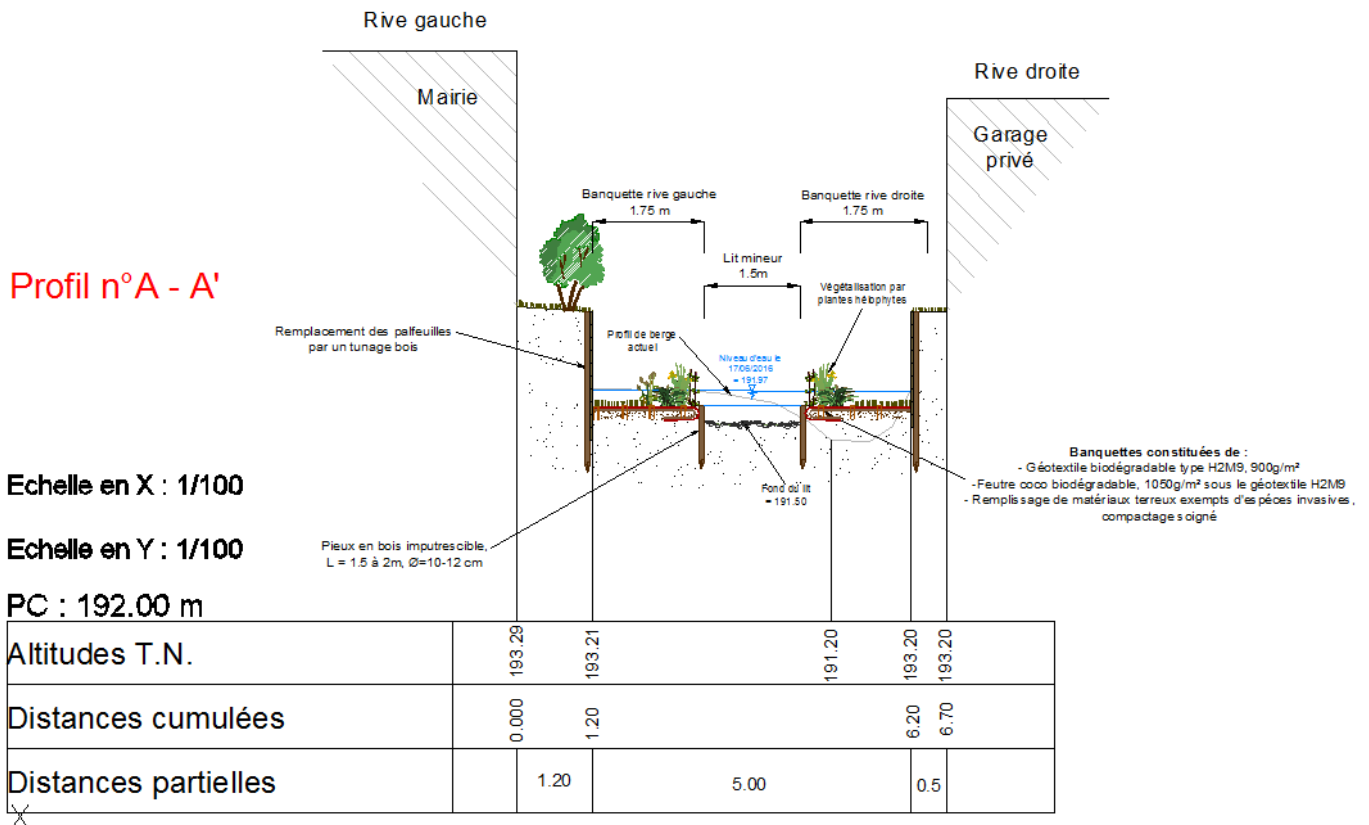 Rive gauche
Mairie
Rive droite
Garage
privé
Banquette rive gauche
1.75 m
Banquette rive droite
1.75 m
Lit mineur
1.5m
Profil n°A - A'
Végétalisation par
plantes hélophytes
Remplacement des palfeuilles
par un tunage bois
Profil de berge
actuel
Niveau d'eau le
17/06/2016
= 191.97
Banquettes constituées de :
- Géotextile biodégradable type H2M9, 900g/m²
-Feutre coco biodégradable, 1050g/m² sous le géotextile H2M9
- Remplissage de matériaux terreux exempts d'espéces invasives,
compactage soigné
Fond du lit
= 191.50
Echelle en X : 1/100
Echelle en Y : 1/100
Pieux en bois imputrescible,
L = 1.5 à 2m, Ø=10-12 cm
PC : 192.00 m
Altitudes T.N. 193.29 193.21 191.20 193.20 193.20
Distances cumulées 0.000 1.20 6.20 6.70
Distances partielles 1.20 5.00 0.5
X